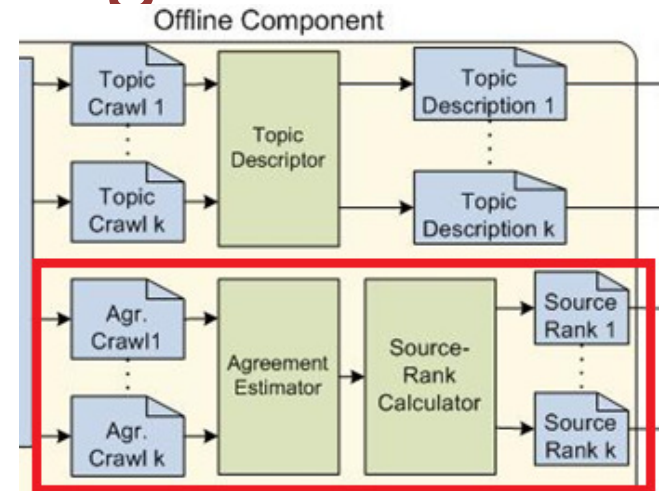 Offline Component
Topic
Crawl 1
Topic
Descriptor
Topic
Description 1
Topic
Crawl k
Topic
Description k
Agr.
Crawl1
Agreement
Estimator
Source-
Rank
Calculator
Source
Rank 1
Agr.
Crawl k
Source
Rank k